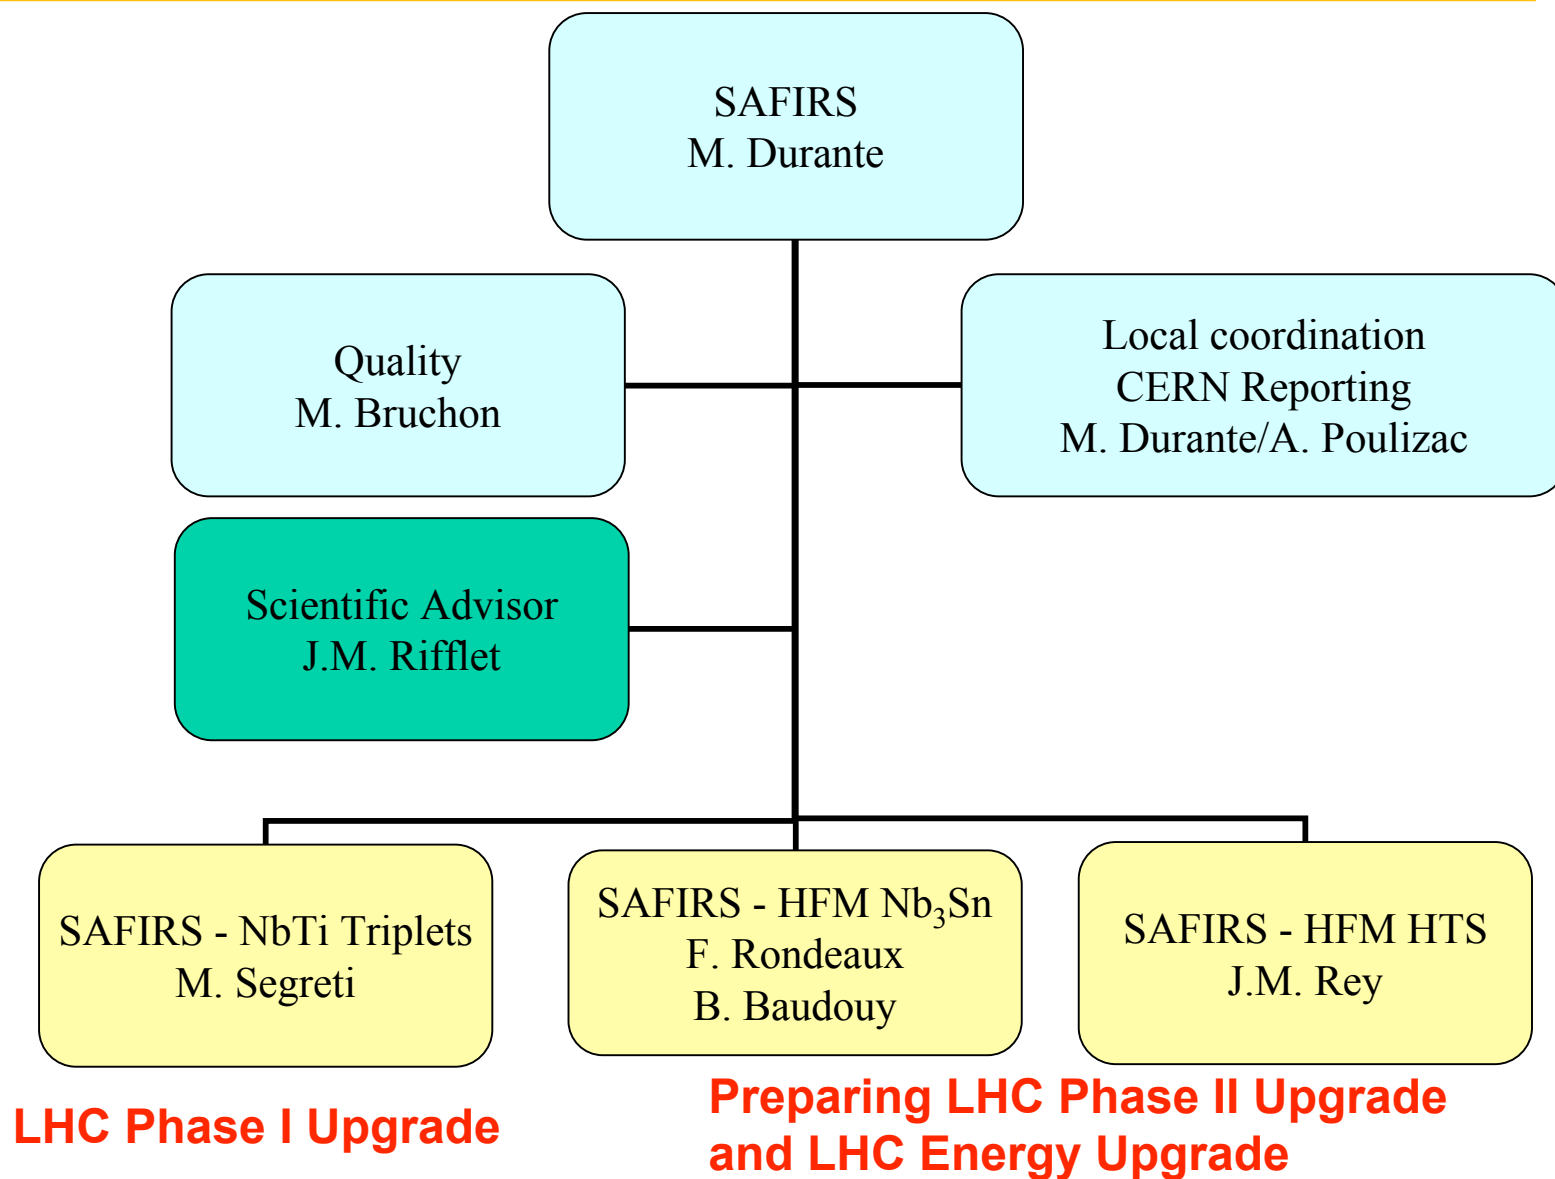 SAFIRS
M. Durante
Quality
M. Bruchon
Local coordination
CERN Reporting
M. Durante/A. Poulizac
Scientific Advisor
J.M. Rifflet
SAFIRS - NbTi Triplets
M. Segreti
SAFIRS - HFM Nb₃Sn
F. Rondeaux
B. Baudouy
SAFIRS - HFM HTS
J.M. Rey
LHC Phase I Upgrade
Preparing LHC Phase II Upgrade
and LHC Energy Upgrade